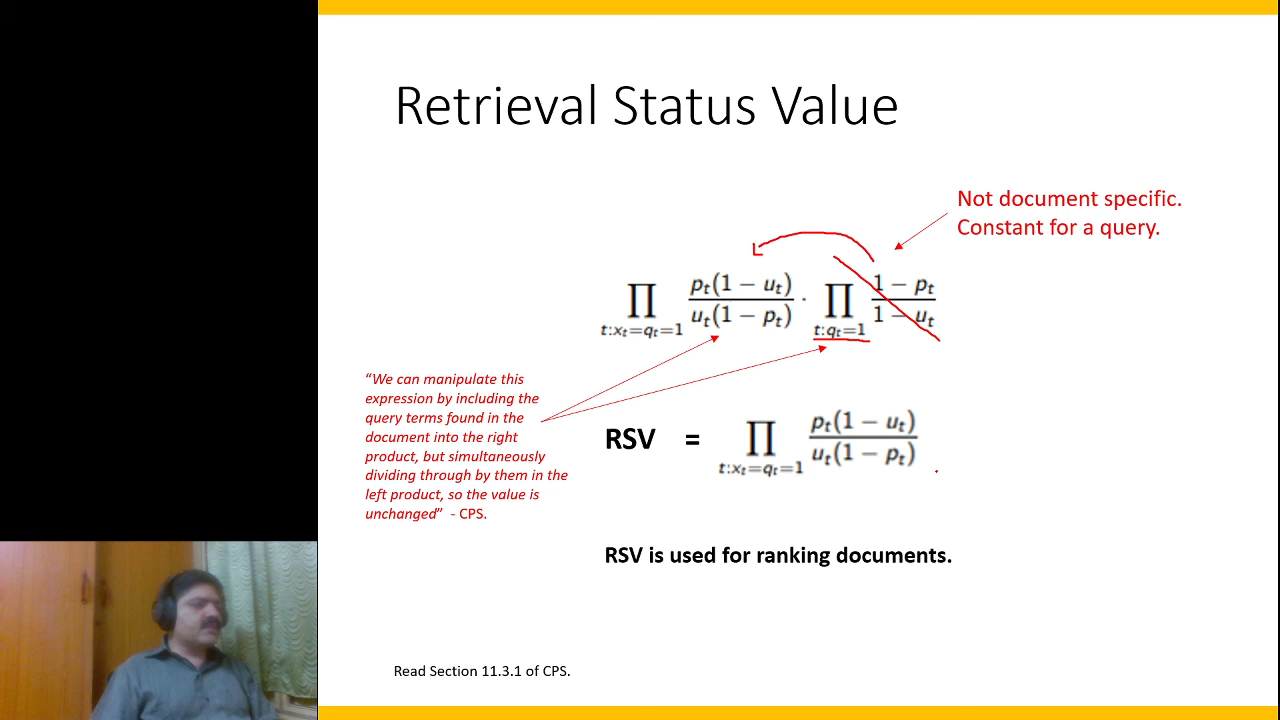 Retrieval Status Value
Not document specific.
Constant for a query.
∏ t:x_t=q_t=1 p_t(1 − u_t) / u_t(1 − p_t) · ∏ t:q_t=1 1 − p_t / 1 − u_t
“We can manipulate this
expression by including the
query terms found in the
document into the right
product, but simultaneously
dividing through by them in the
left product, so the value is
unchanged” - CPS.
RSV = ∏ t:x_t=q_t=1 p_t(1 − u_t) / u_t(1 − p_t)
RSV is used for ranking documents.
Read Section 11.3.1 of CPS.